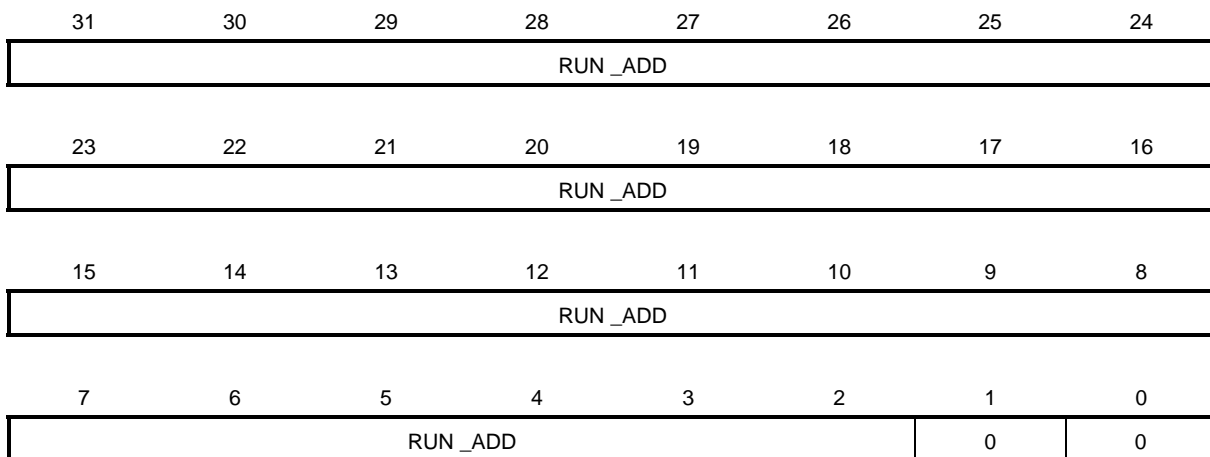 31 30 29 28 27 26 25 24
RUN _ADD
23 22 21 20 19 18 17 16
RUN _ADD
15 14 13 12 11 10 9 8
RUN _ADD
7 6 5 4 3 2 1 0
RUN _ADD 0 0